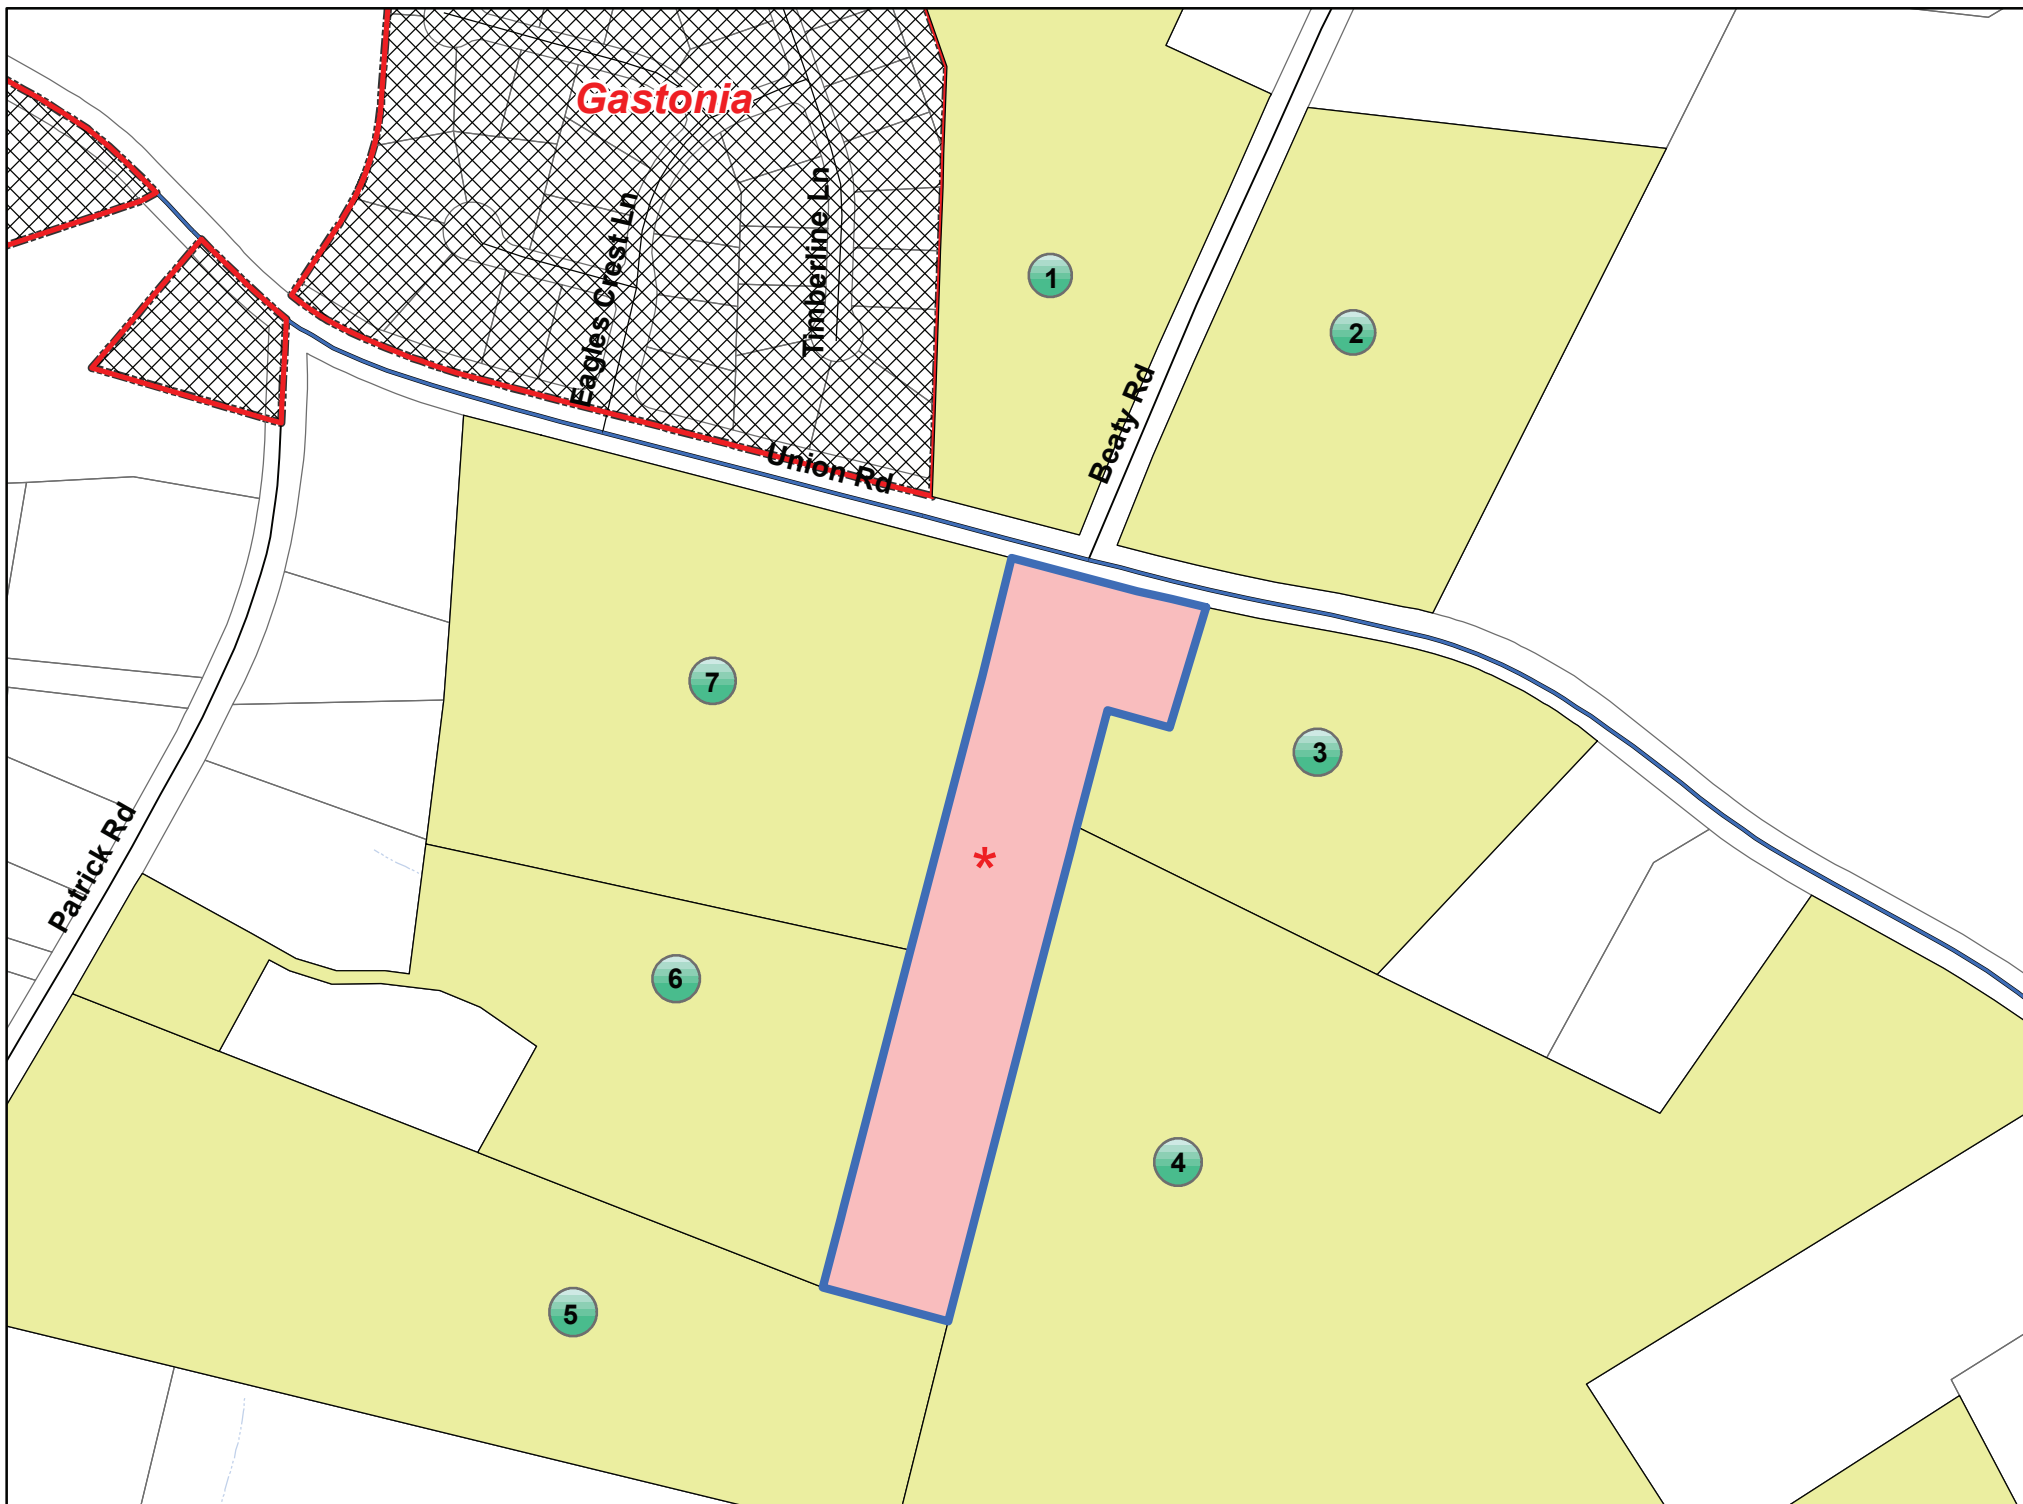 Gastonia
Eagles Crest Ln
Timberline Ln
1
2
Beaty Rd
Union Rd
7
3
Patrick Rd
*
6
4
5